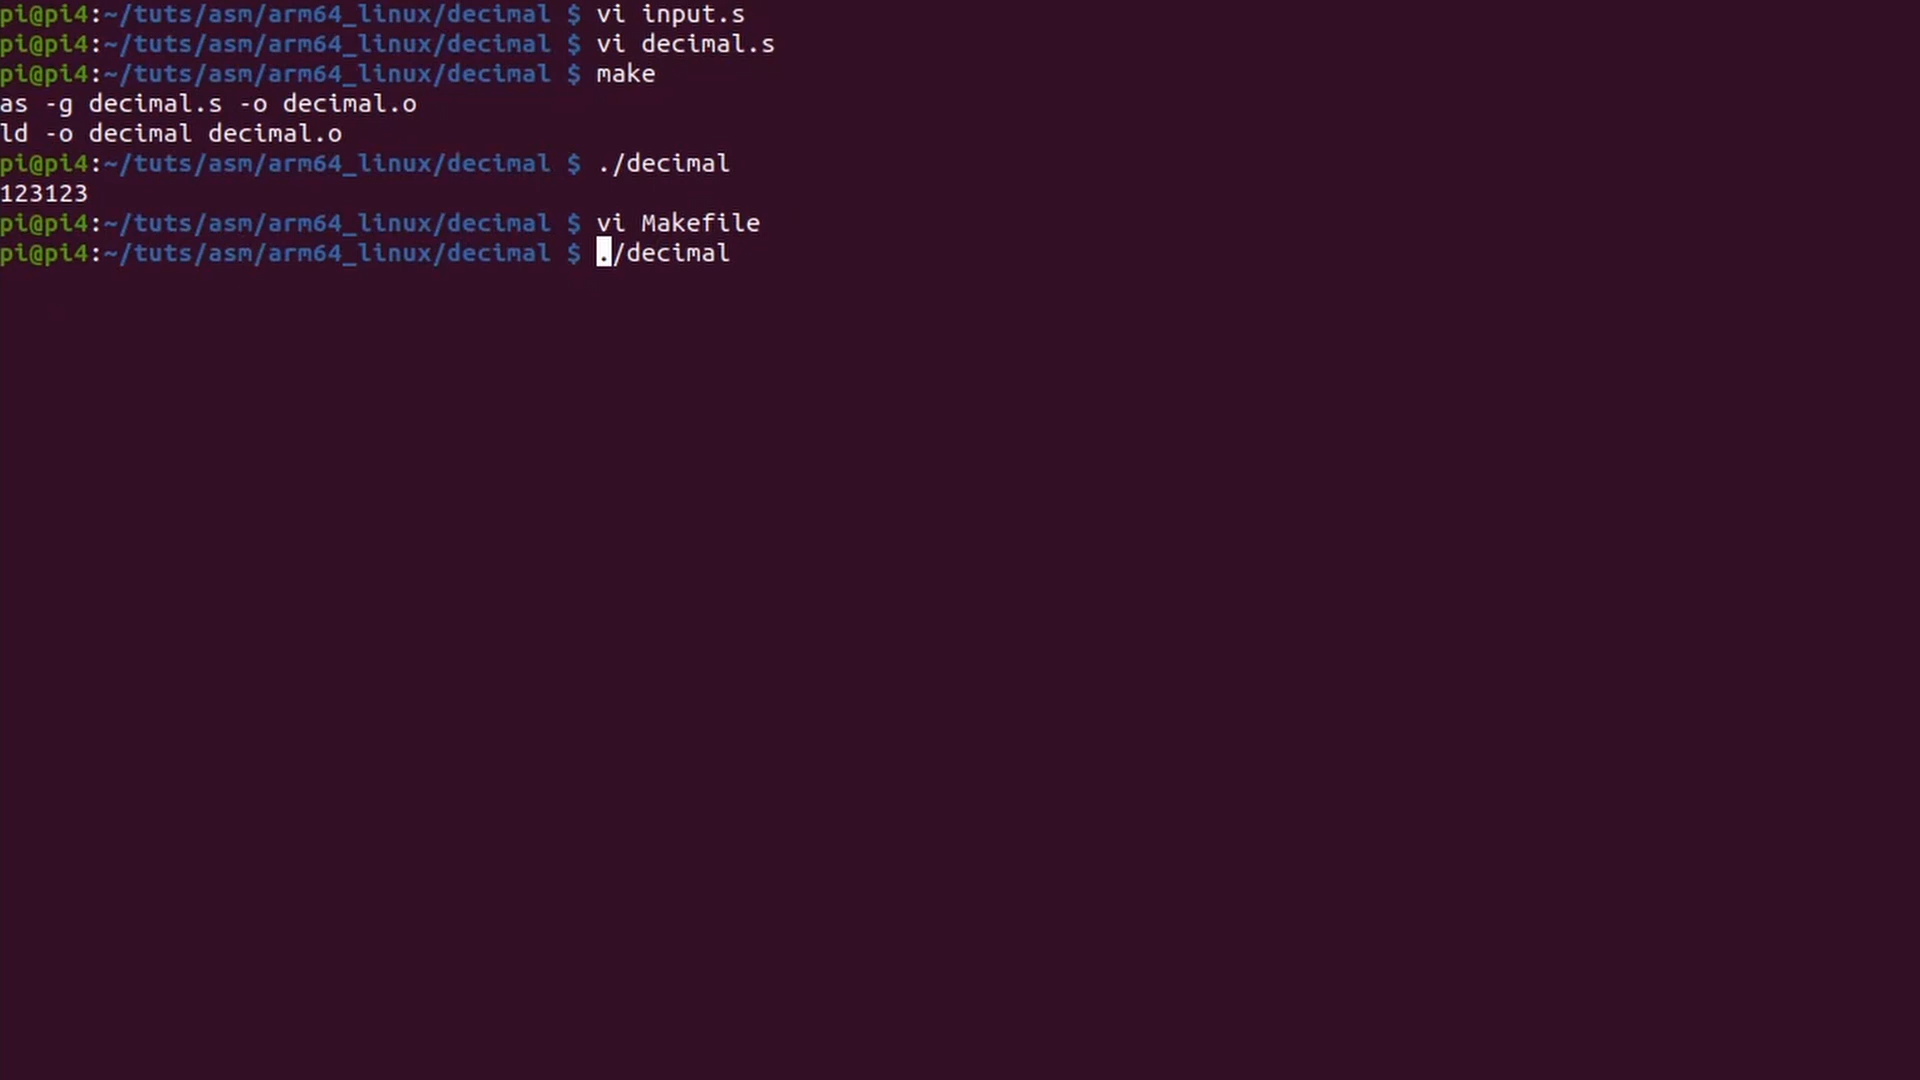 pi@pi4:~/tuts/asm/arm64_linux/decimal $ vi input.s
pi@pi4:~/tuts/asm/arm64_linux/decimal $ vi decimal.s
pi@pi4:~/tuts/asm/arm64_linux/decimal $ make
as -g decimal.s -o decimal.o
ld -o decimal decimal.o
pi@pi4:~/tuts/asm/arm64_linux/decimal $ ./decimal
123123
pi@pi4:~/tuts/asm/arm64_linux/decimal $ vi Makefile
pi@pi4:~/tuts/asm/arm64_linux/decimal $ ./decimal